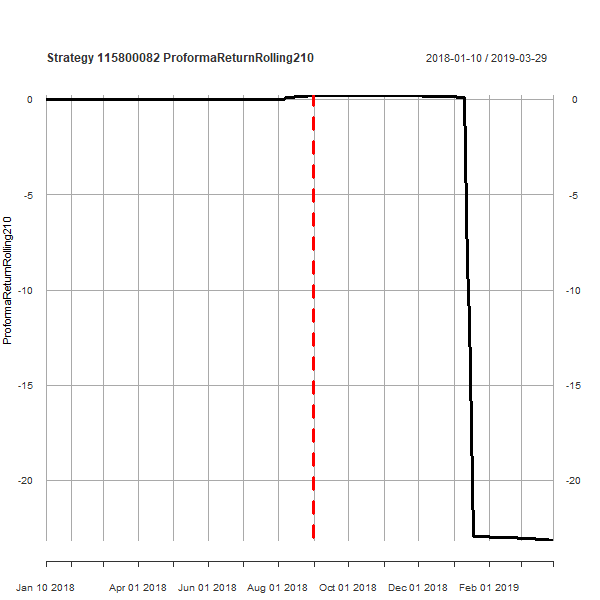 Strategy 115800082 ProformaReturnRolling210
2018-01-10 / 2019-03-29
0
0
-5
-5
-10
-10
-15
-15
-20
-20
ProformaReturnRolling210
Jan 10 2018
Apr 01 2018
Jun 01 2018
Aug 01 2018
Oct 01 2018
Dec 01 2018
Feb 01 2019